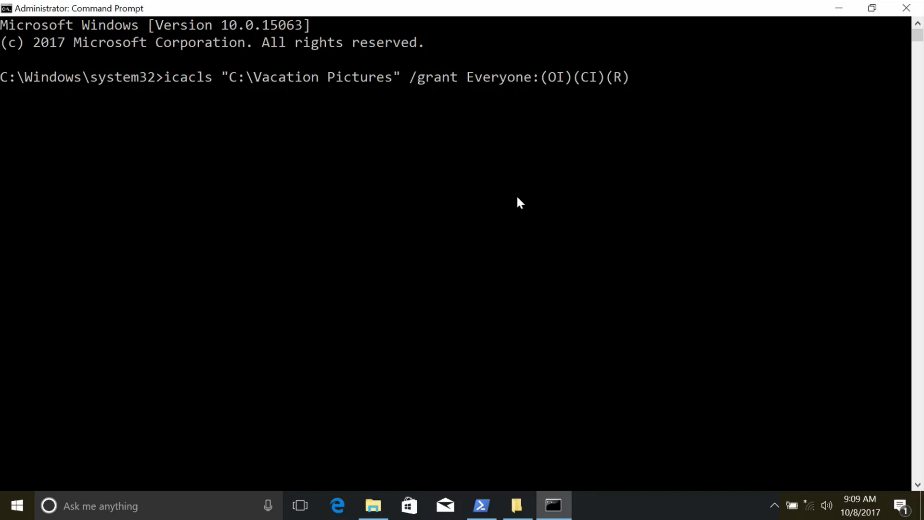 Administrator: Command Prompt
Microsoft Windows [Version 10.0.15063]
(c) 2017 Microsoft Corporation. All rights reserved.
C:\Windows\system32>icacls "C:\Vacation Pictures" /grant Everyone:(OI)(CI)(R)
Ask me anything
9:09 AM
10/8/2017
1